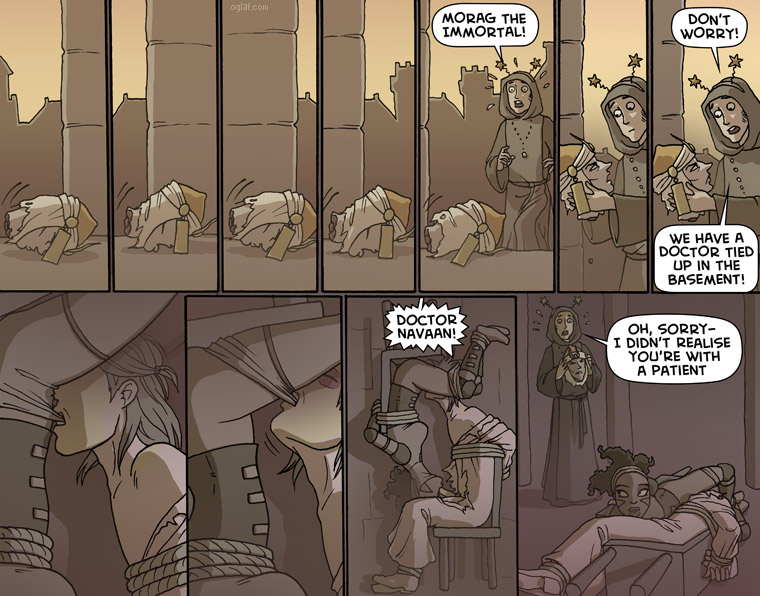 oglaf.com
MORAG THE
IMMORTAL!
DON'T
WORRY!
WE HAVE A
DOCTOR TIED
UP IN THE
BASEMENT!
DOCTOR
NAVAAN!
OH, SORRY-
I DIDN'T REALISE
YOU'RE WITH
A PATIENT